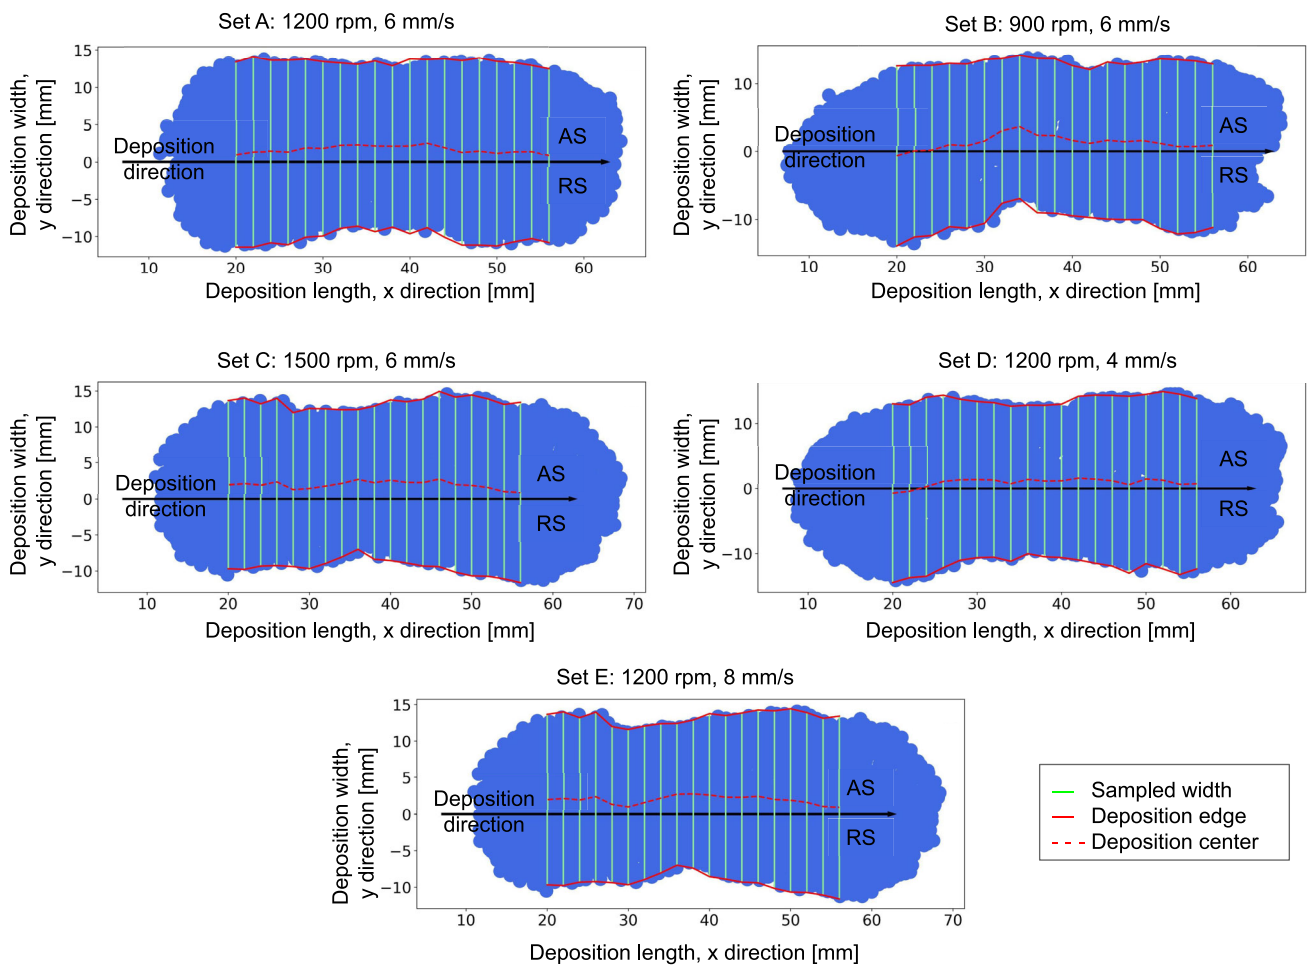 Set A: 1200 rpm, 6 mm/s
Deposition width,
y direction [mm]
15
10
5
0
−5
−10
Deposition
direction
AS
RS
10 20 30 40 50 60
Deposition length, x direction [mm]
Set B: 900 rpm, 6 mm/s
Deposition width,
y direction [mm]
10
0
−10
Deposition
direction
AS
RS
10 20 30 40 50 60
Deposition length, x direction [mm]
Set C: 1500 rpm, 6 mm/s
Deposition width,
y direction [mm]
15
10
5
0
−5
−10
Deposition
direction
AS
RS
10 20 30 40 50 60 70
Deposition length, x direction [mm]
Set D: 1200 rpm, 4 mm/s
Deposition width,
y direction [mm]
10
0
−10
Deposition
direction
AS
RS
10 20 30 40 50 60
Deposition length, x direction [mm]
Set E: 1200 rpm, 8 mm/s
Deposition width,
y direction [mm]
15
10
5
0
−5
−10
Deposition
direction
AS
RS
10 20 30 40 50 60 70
Deposition length, x direction [mm]
Sampled width
Deposition edge
Deposition center